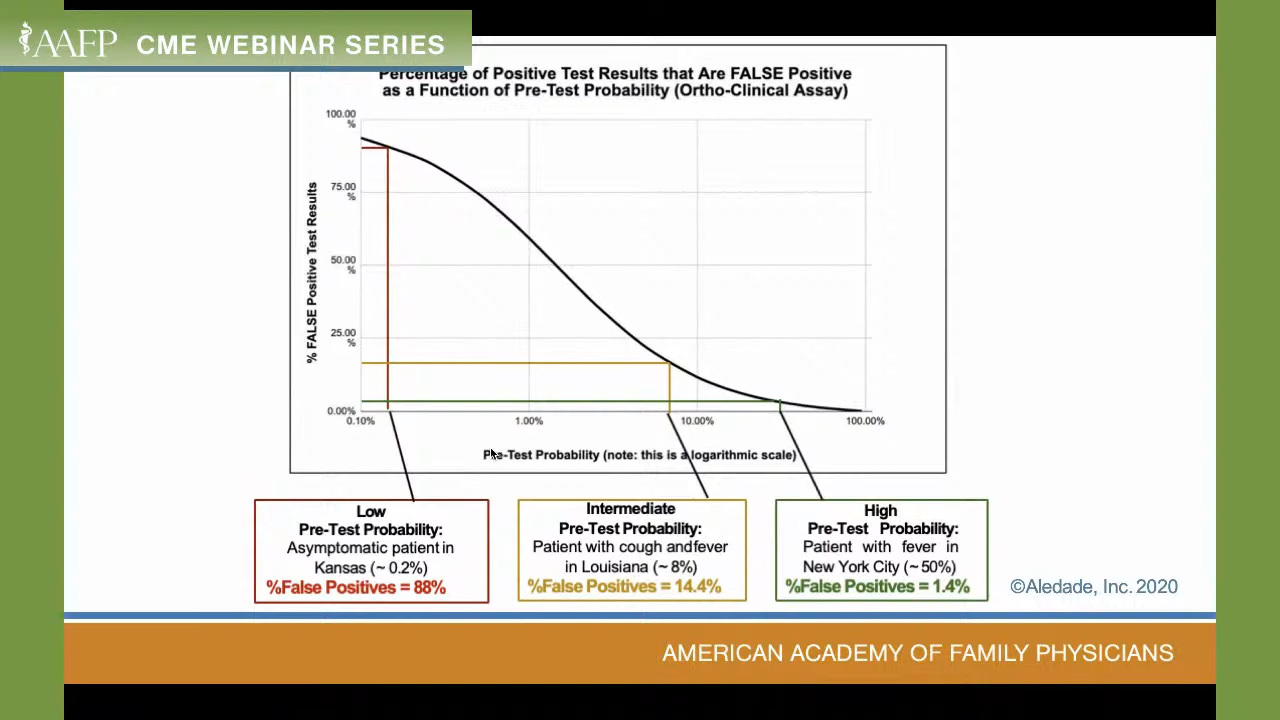 AAFP CME WEBINAR SERIES
Percentage of Positive Test Results that Are FALSE Positive
as a Function of Pre-Test Probability (Ortho-Clinical Assay)
% FALSE Positive Test Results
100.00
%
75.00
%
50.00
%
25.00
%
0.00%
0.10%
1.00%
10.00%
100.00%
Pre-Test Probability (note: this is a logarithmic scale)
Low
Pre-Test Probability:
Asymptomatic patient in
Kansas (~ 0.2%)
%False Positives = 88%
Intermediate
Pre-Test Probability:
Patient with cough andfever
in Louisiana (~ 8%)
%False Positives = 14.4%
High
Pre-Test Probability:
Patient with fever in
New York City (~ 50%)
%False Positives = 1.4%
©Aledade, Inc. 2020
AMERICAN ACADEMY OF FAMILY PHYSICIANS